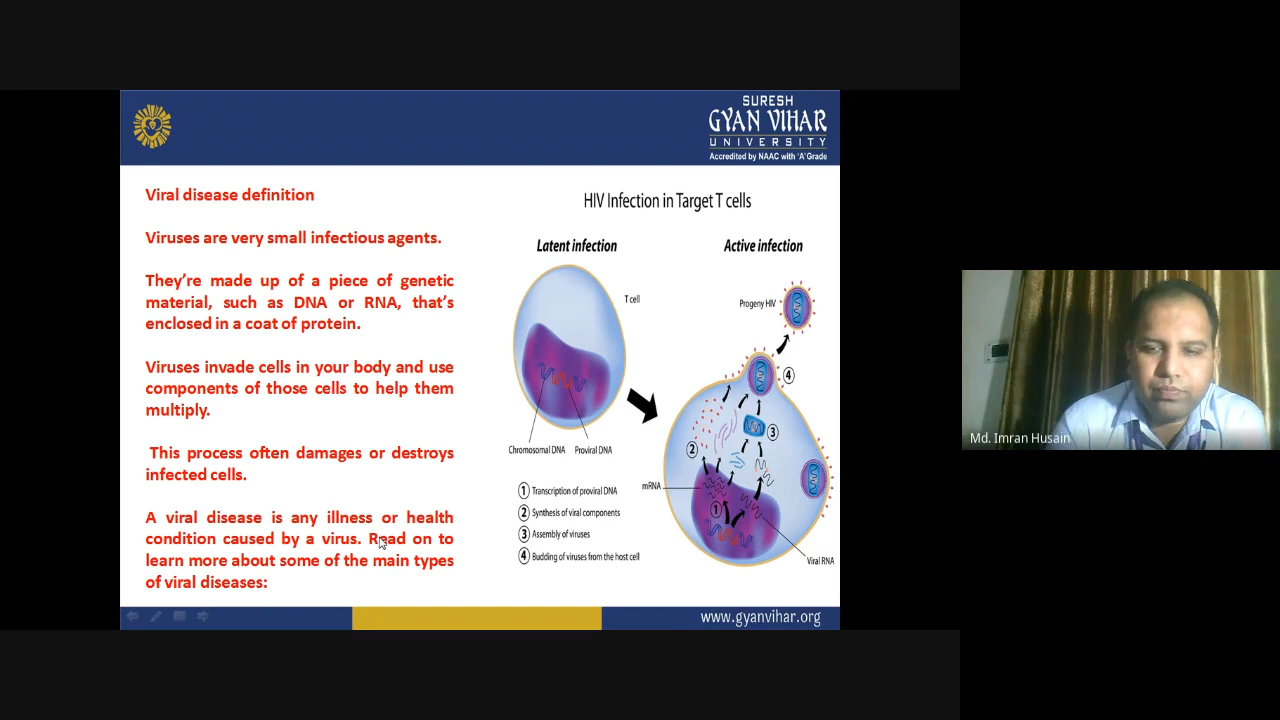 SURESH
GYAN VIHAR
UNIVERSITY
Accredited by NAAC with 'A' Grade
Viral disease definition
Viruses are very small infectious agents.
They're made up of a piece of genetic
material, such as DNA or RNA, that's
enclosed in a coat of protein.
Viruses invade cells in your body and use
components of those cells to help them
multiply.
This process often damages or destroys
infected cells.
A viral disease is any illness or health
condition caused by a virus. Read on to
learn more about some of the main types
of viral diseases:
HIV Infection in Target T cells
Latent infection
Active infection
T cell
Progeny HIV
4
3
2
1
mRNA
Chromosomal DNA
Proviral DNA
Viral RNA
1 Transcription of proviral DNA
2 Synthesis of viral components
3 Assembly of viruses
4 Budding of viruses from the host cell
www.gyanvihar.org
Md. Imran Husain